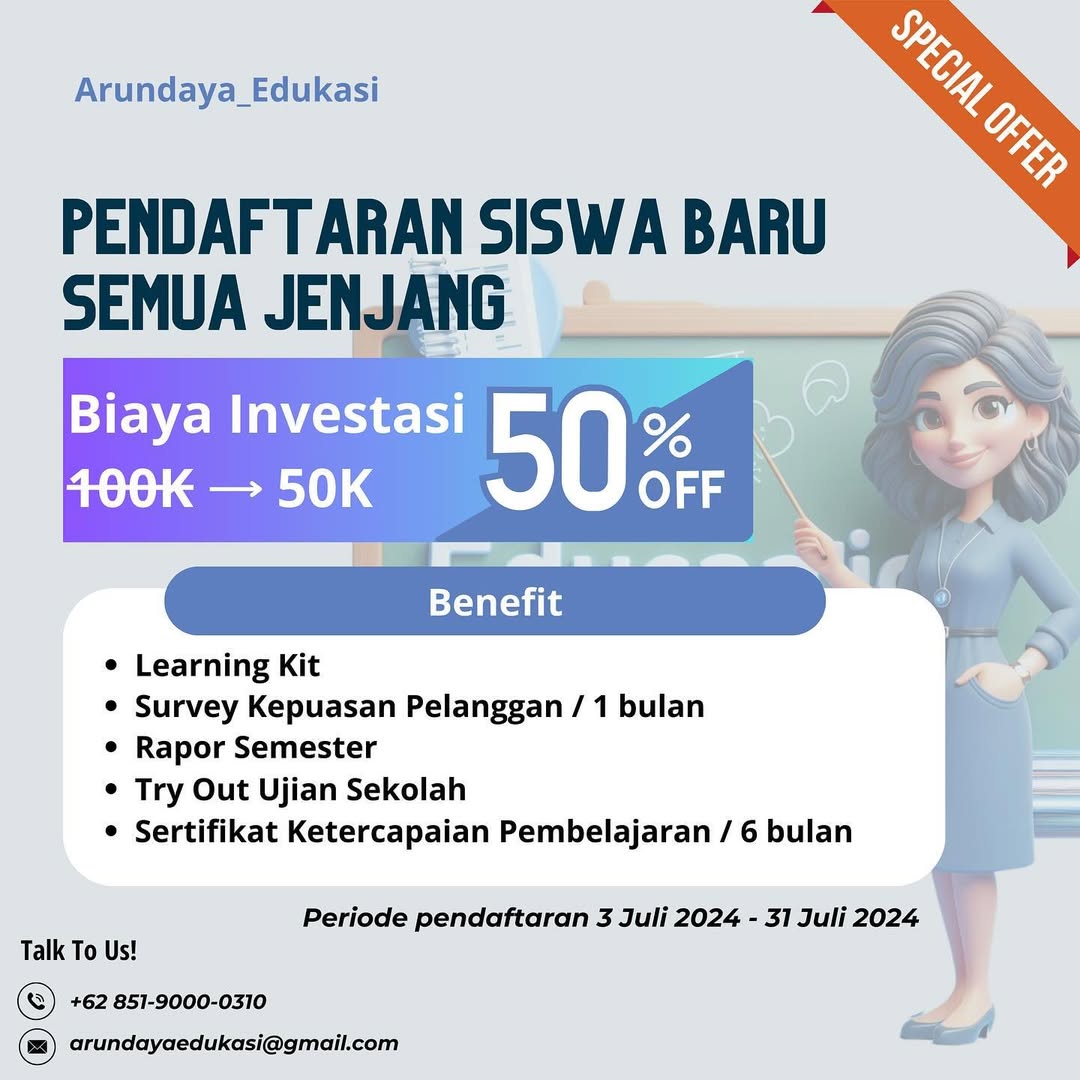 Arundaya_Edukasi
SPECIAL OFFER
PENDAFTARAN SISWA BARU
SEMUA JENJANG
Biaya Investasi
100K → 50K
50% OFF
Benefit
• Learning Kit
• Survey Kepuasan Pelanggan / 1 bulan
• Rapor Semester
• Try Out Ujian Sekolah
• Sertifikat Ketercapaian Pembelajaran / 6 bulan
Periode pendaftaran 3 Juli 2024 - 31 Juli 2024
Talk To Us!
+62 851-9000-0310
arundayaedukasi@gmail.com